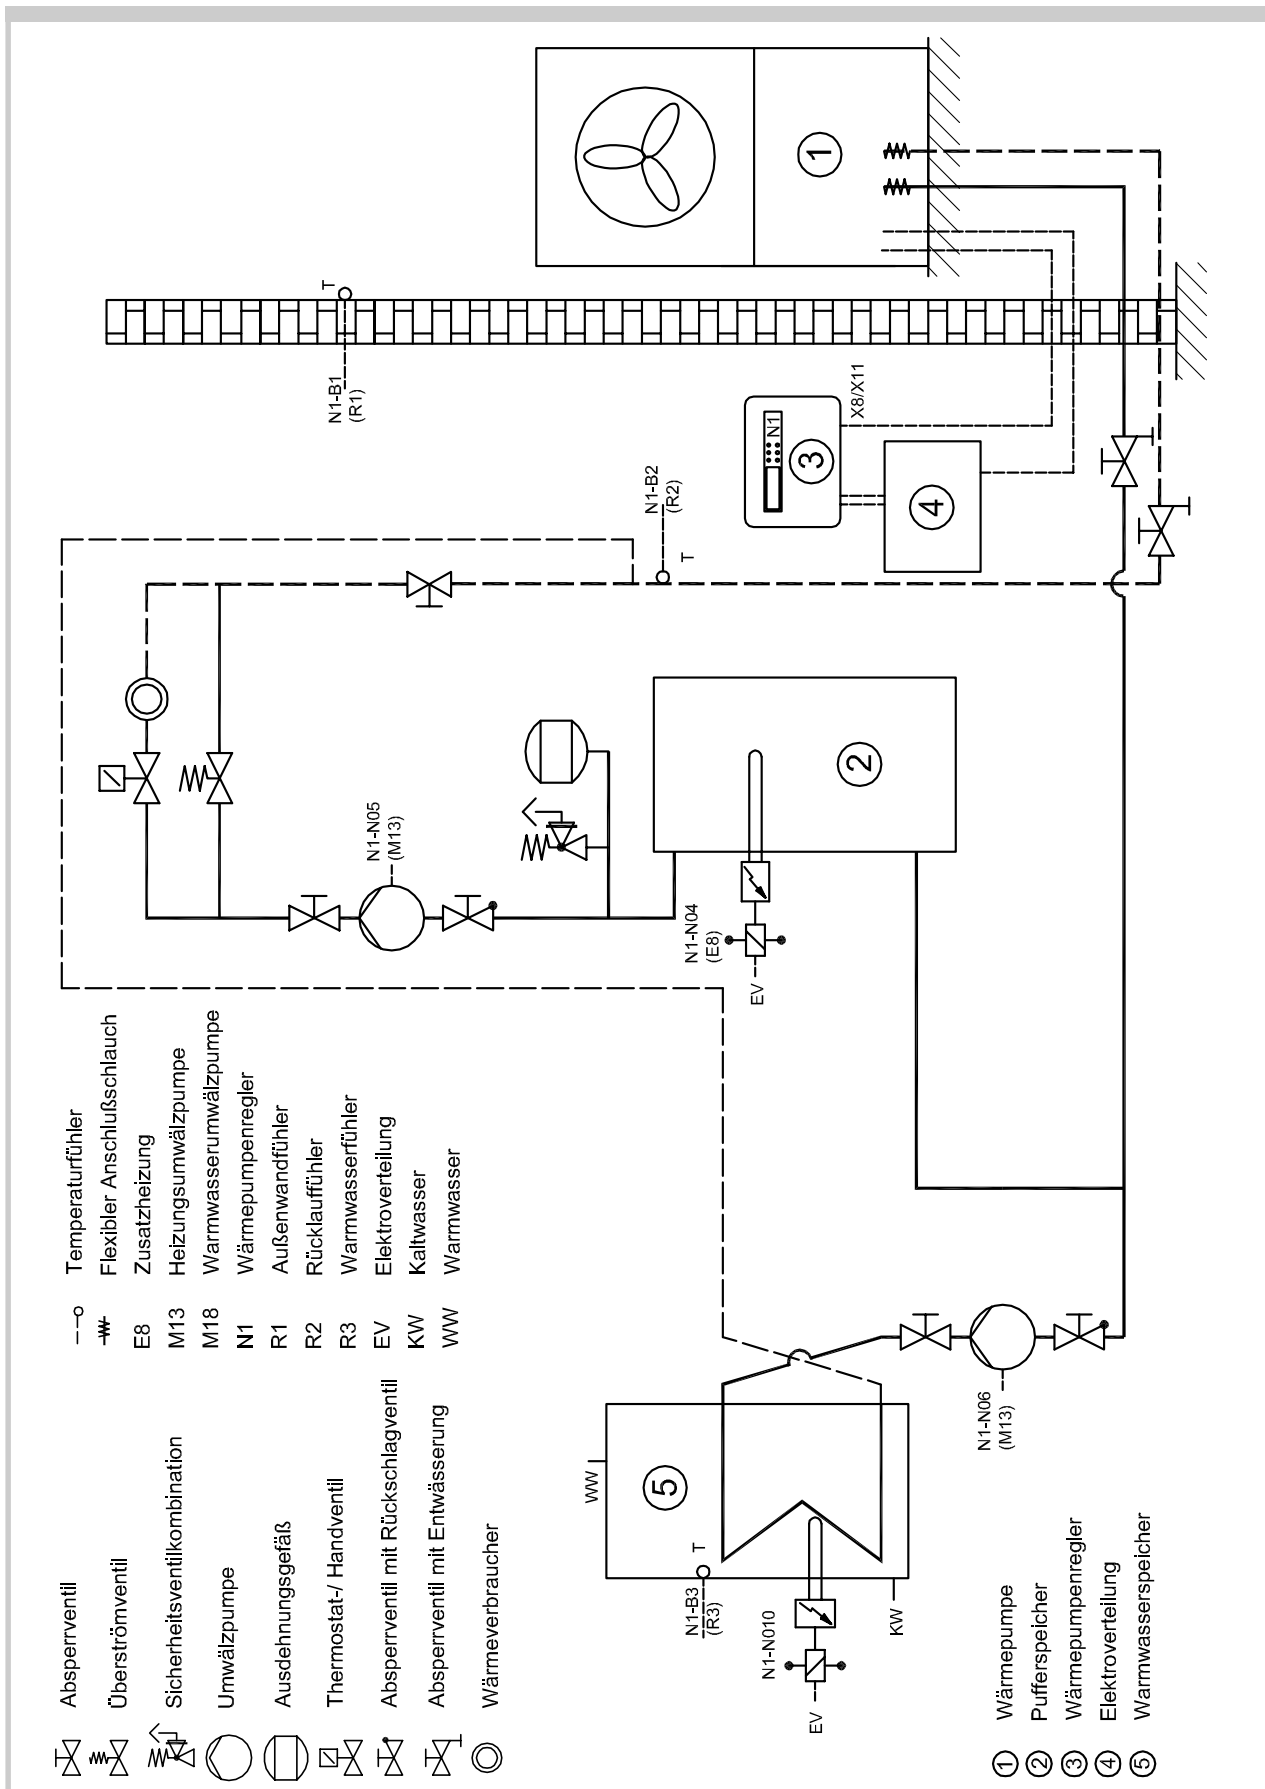 Absperrventil
Überströmventil
Sicherheitsventilkombination
Umwälzpumpe
Ausdehnungsgefäß
Thermostat-/ Handventil
Absperrventil mit Rückschlagventil
Absperrventil mit Entwässerung
Wärmeverbraucher
Temperaturfühler
Flexibler Anschlußschlauch
E8 Zusatzheizung
M13 Heizungsumwälzpumpe
M18 Warmwasserumwälzpumpe
N1 Wärmepumpenregler
R1 Außenwandfühler
R2 Rücklauffühler
R3 Warmwasserfühler
EV Elektroverteilung
KW Kaltwasser
WW Warmwasser
N1-N05
(M13)
N1-B1
(R1)
T
N1-B2
(R2)
T
N1
3
X8/X11
4
1
2
N1-N04
(E8)
EV
WW
5
T
N1-B3
(R3)
N1-N010
EV
KW
N1-N06
(M13)
1 Wärmepumpe
2 Pufferspeicher
3 Wärmepumpenregler
4 Elektroverteilung
5 Warmwasserspeicher